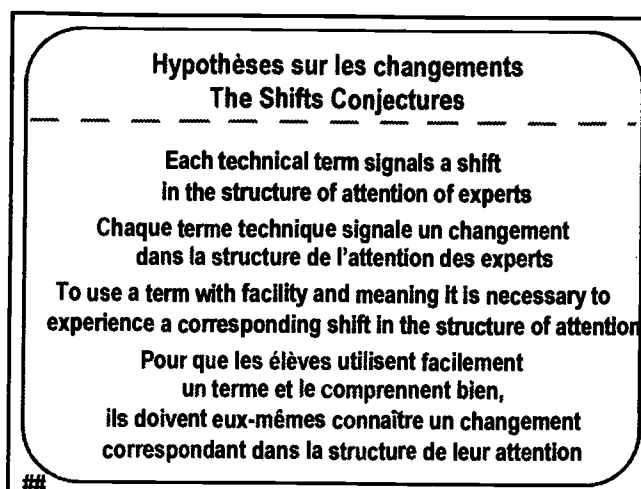 Hypothèses sur les changements
The Shifts Conjectures
Each technical term signals a shift
in the structure of attention of experts
Chaque terme technique signale un changement
dans la structure de l'attention des experts
To use a term with facility and meaning it is necessary to
experience a corresponding shift in the structure of attention
Pour que les élèves utilisent facilement
un terme et le comprennent bien,
ils doivent eux-mêmes connaître un changement
correspondant dans la structure de leur attention
##